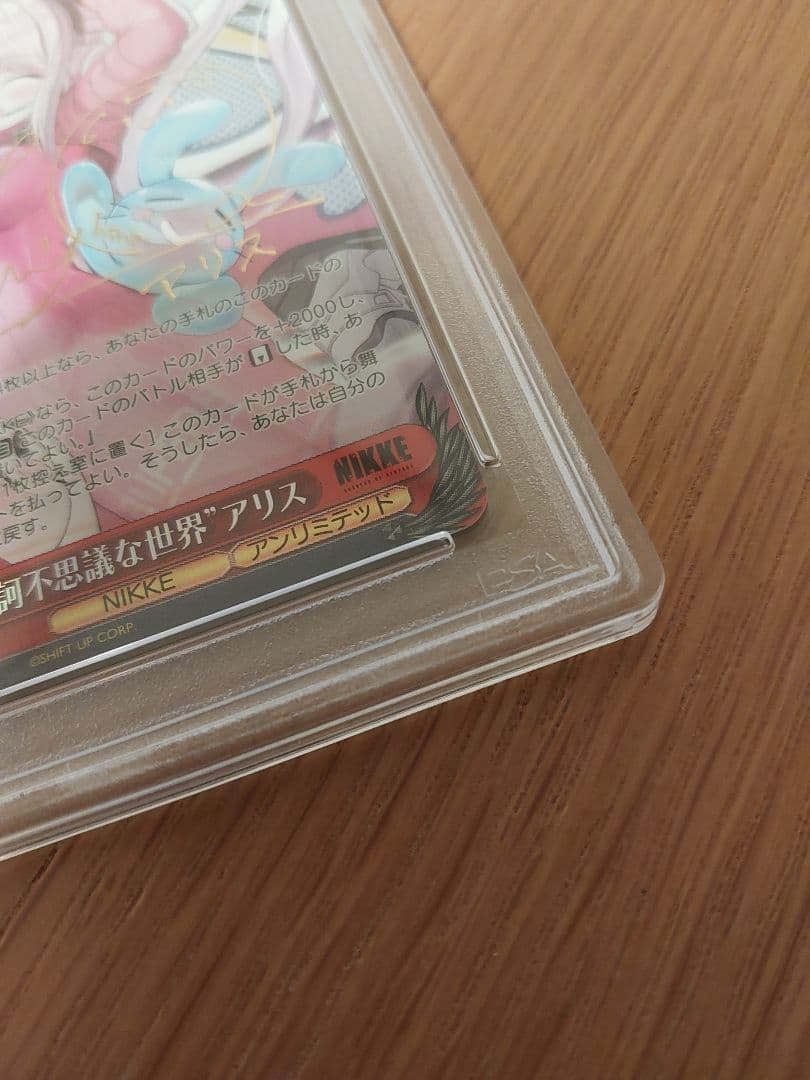 アリス
枚以上なら、あなたの手札のこのカードの
なら、このカードのパワーを+2000し、
このカードのバトル相手が した時、あ
いてよい。」
1枚控え室に置く] このカードが手札から舞
トを払ってよい。そうしたら、あなたは自分の
戻す。
NIKKE
GODDESS OF VICTORY
訶不思議な世界”アリス
NIKKE アンリミテッド
©SHIFT UP CORP.
PSA